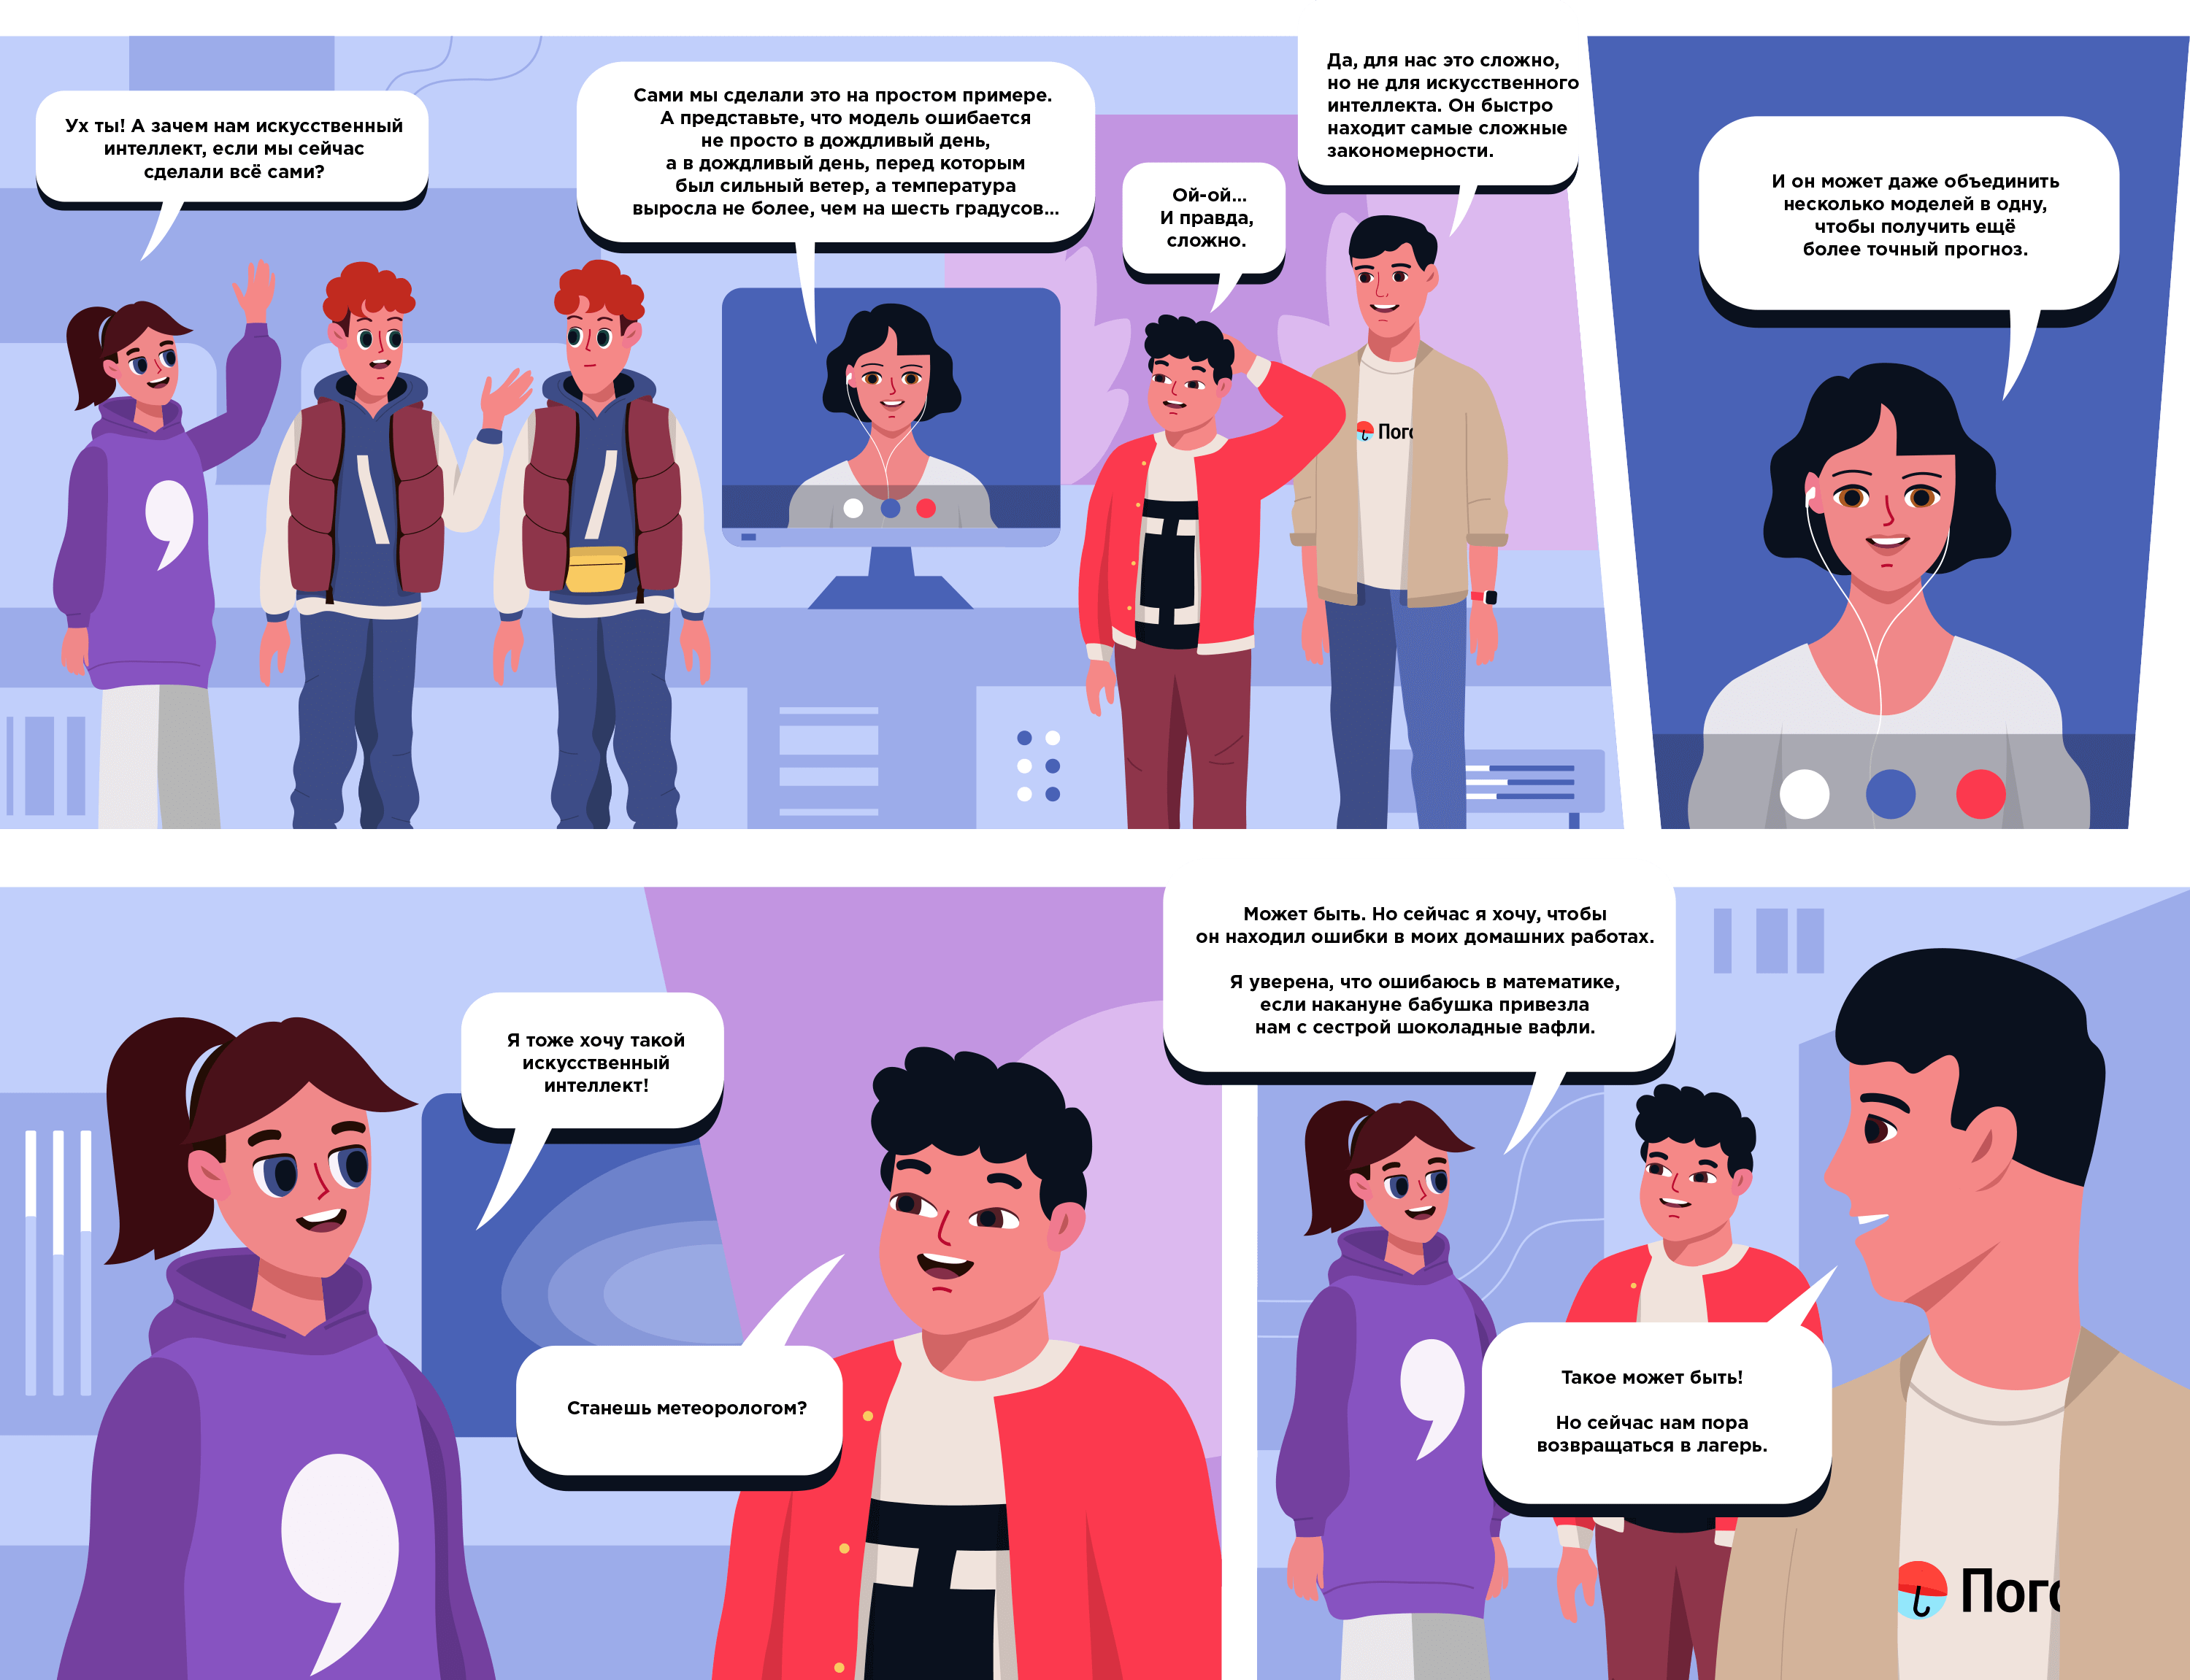 Ух ты! А зачем нам искусственный
интеллект, если мы сейчас
сделали всё сами?
Сами мы сделали это на простом примере.
А представьте, что модель ошибается
не просто в дождливый день,
а в дождливый день, перед которым
был сильный ветер, а температура
выросла не более, чем на шесть градусов...
Ой-ой...
И правда,
сложно.
Да, для нас это сложно,
но не для искусственного
интеллекта. Он быстро
находит самые сложные
закономерности.
Пого
И он может даже объединить
несколько моделей в одну,
чтобы получить ещё
более точный прогноз.
Я тоже хочу такой
искусственный
интеллект!
Станешь метеорологом?
Может быть. Но сейчас я хочу, чтобы
он находил ошибки в моих домашних работах.
Я уверена, что ошибаюсь в математике,
если накануне бабушка привезла
нам с сестрой шоколадные вафли.
Такое может быть!
Но сейчас нам пора
возвращаться в лагерь.
Пого